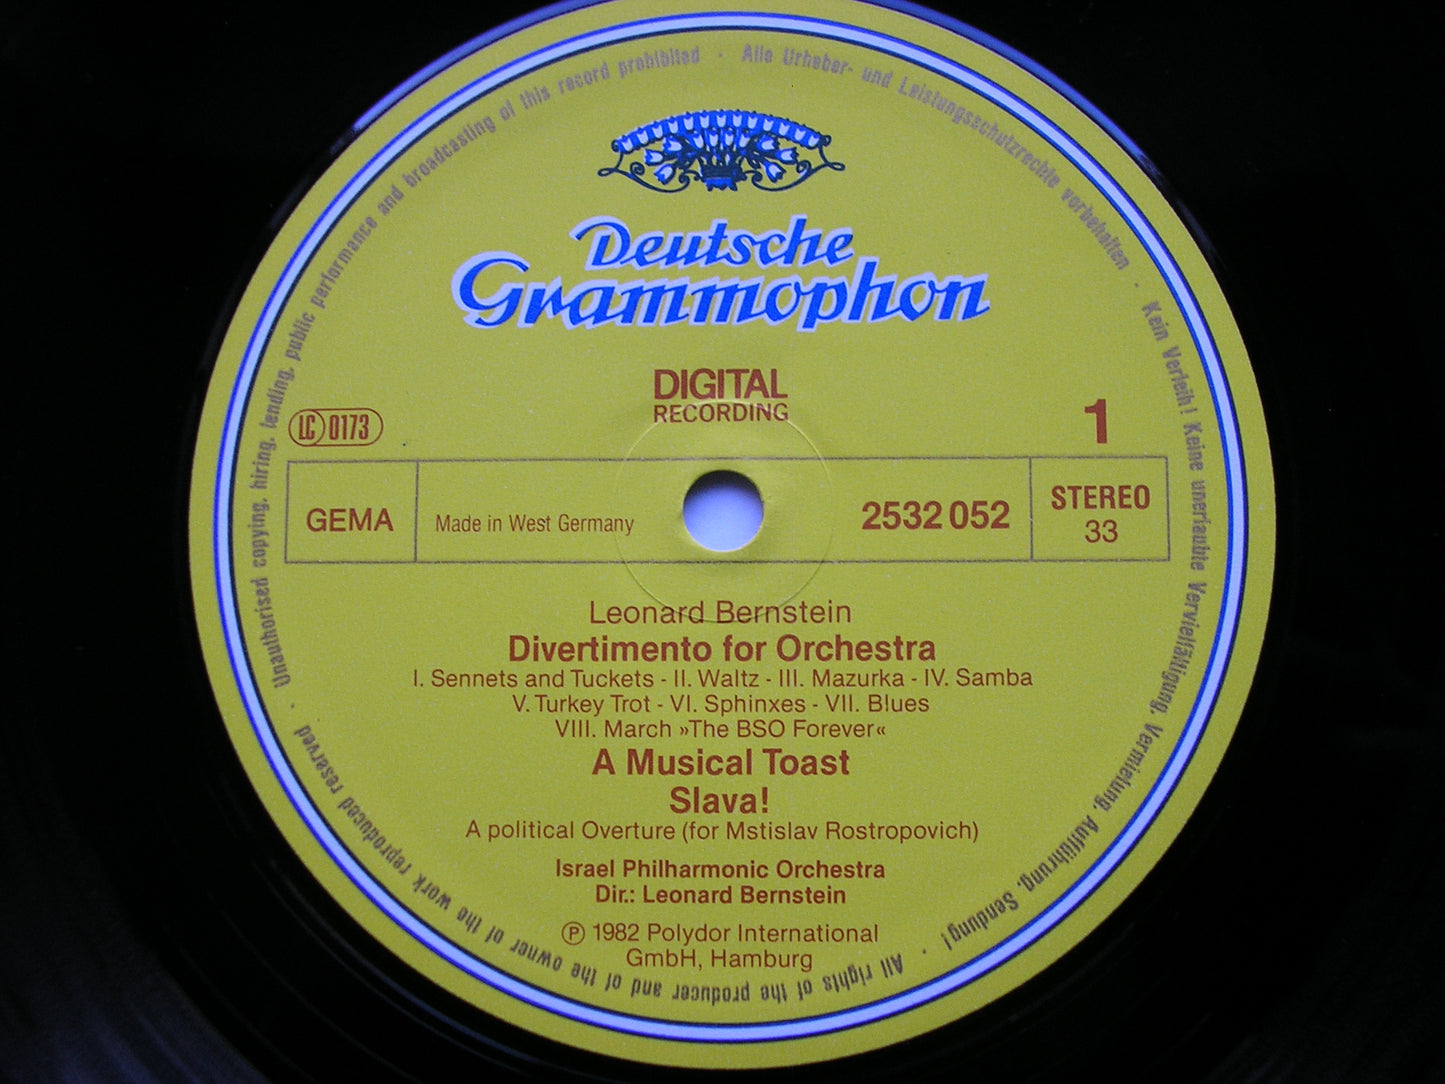 Deutsche
Grammophon
DIGITAL
RECORDING
LC 0173
1
GEMA
Made in West Germany
2532 052
STEREO
33
Leonard Bernstein
Divertimento for Orchestra
I. Sennets and Tuckets - II. Waltz - III. Mazurka - IV. Samba
V. Turkey Trot - VI. Sphinxes - VII. Blues
VIII. March »The BSO Forever«
A Musical Toast
Slava!
A political Overture (for Mstislav Rostropovich)
Israel Philharmonic Orchestra
Dir.: Leonard Bernstein
℗ 1982 Polydor International
GmbH, Hamburg
Alle Urheber- und Leistungsschutzrechte vorbehalten · Kein Verleih! Keine unerlaubte Vervielfältigung, Vermietung, Aufführung, Sendung! · All rights of the producer and of the owner of the work reproduced reserved · Unauthorised copying, hiring, lending, public performance and broadcasting of this record prohibited ·